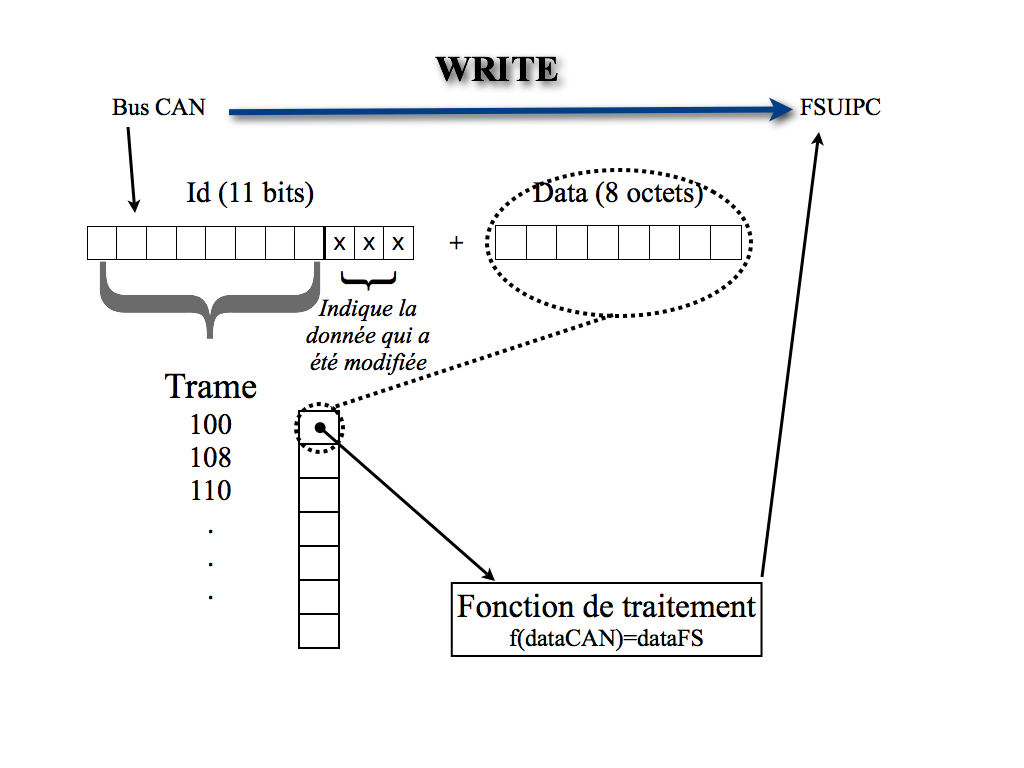 WRITE
Bus CAN
FSUIPC
Id (11 bits)
Data (8 octets)
x x x
+
Indique la
donnée qui a
été modifiée
Trame
100
108
110
.
.
.
Fonction de traitement
f(dataCAN)=dataFS